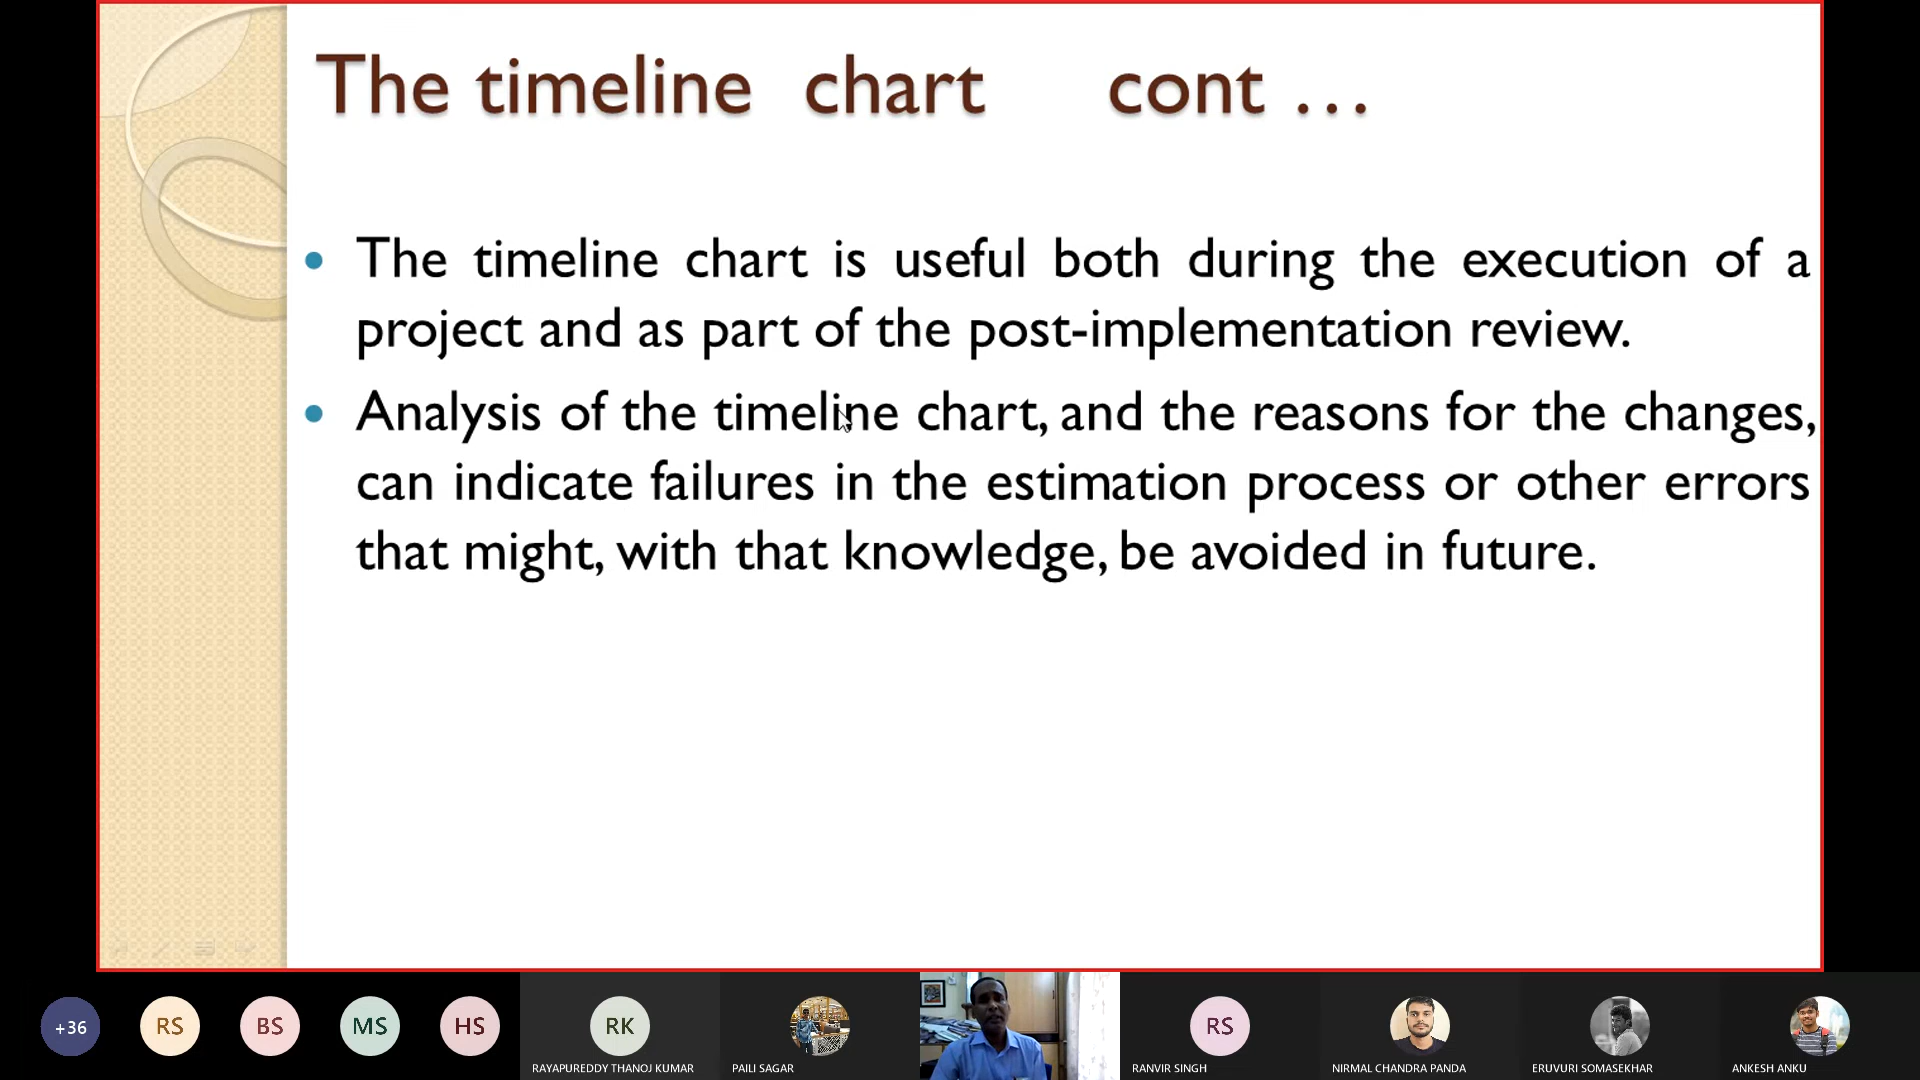 The timeline chart cont ...
• The timeline chart is useful both during the execution of a
project and as part of the post-implementation review.
• Analysis of the timeline chart, and the reasons for the changes,
can indicate failures in the estimation process or other errors
that might, with that knowledge, be avoided in future.
+36
RS
BS
MS
HS
RK
RS
RAYAPUREDDY THANOJ KUMAR
PAILI SAGAR
RANVIR SINGH
NIRMAL CHANDRA PANDA
ERUVURI SOMASEKHAR
ANKESH ANKU